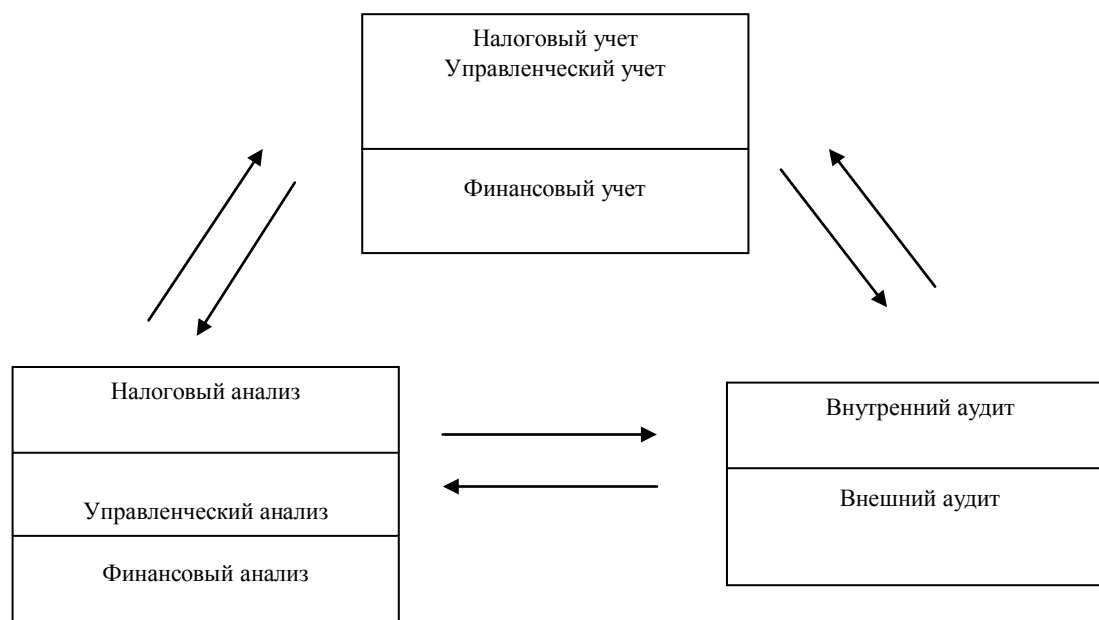 Налоговый учет
Управленческий учет
Финансовый учет
Налоговый анализ
Управленческий анализ
Финансовый анализ
Внутренний аудит
Внешний аудит